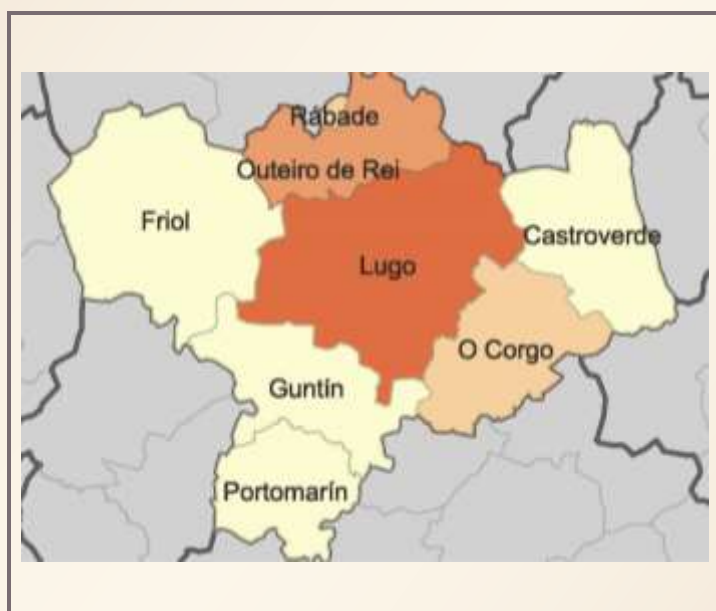 Rábade
Outeiro de Rei
Friol
Castroverde
Lugo
O Corgo
Guntín
Portomarín